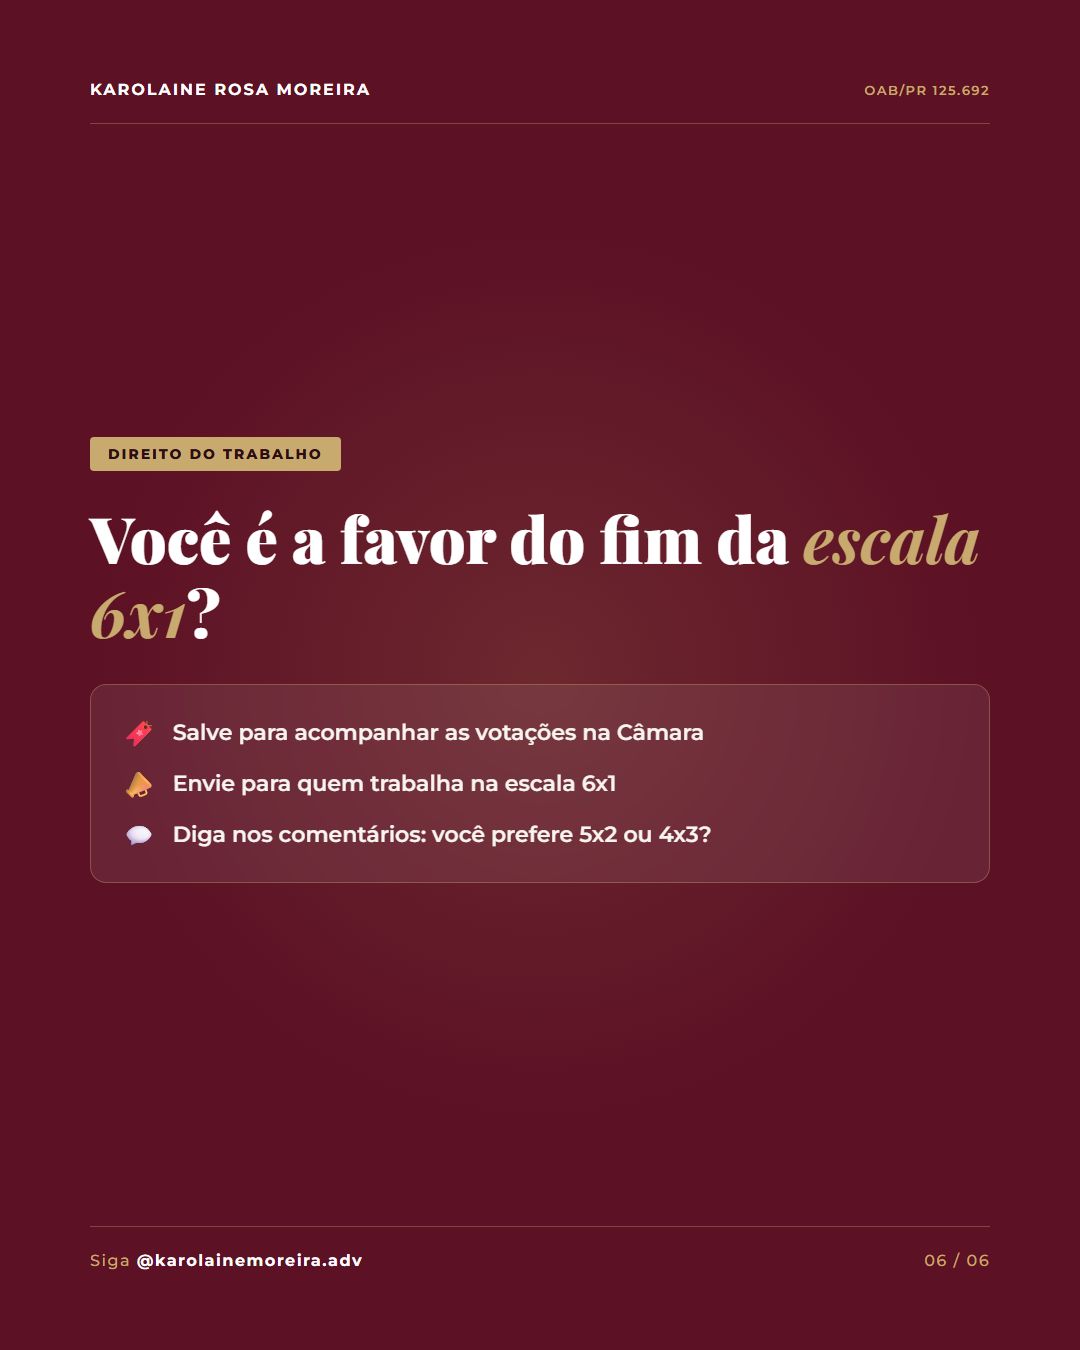 KAROLAINE ROSA MOREIRA
OAB/PR 125.692
DIREITO DO TRABALHO
Você é a favor do fim da escala
6x1?
Salve para acompanhar as votações na Câmara
Envie para quem trabalha na escala 6x1
Diga nos comentários: você prefere 5x2 ou 4x3?
Siga @karolainemoreira.adv
06 / 06